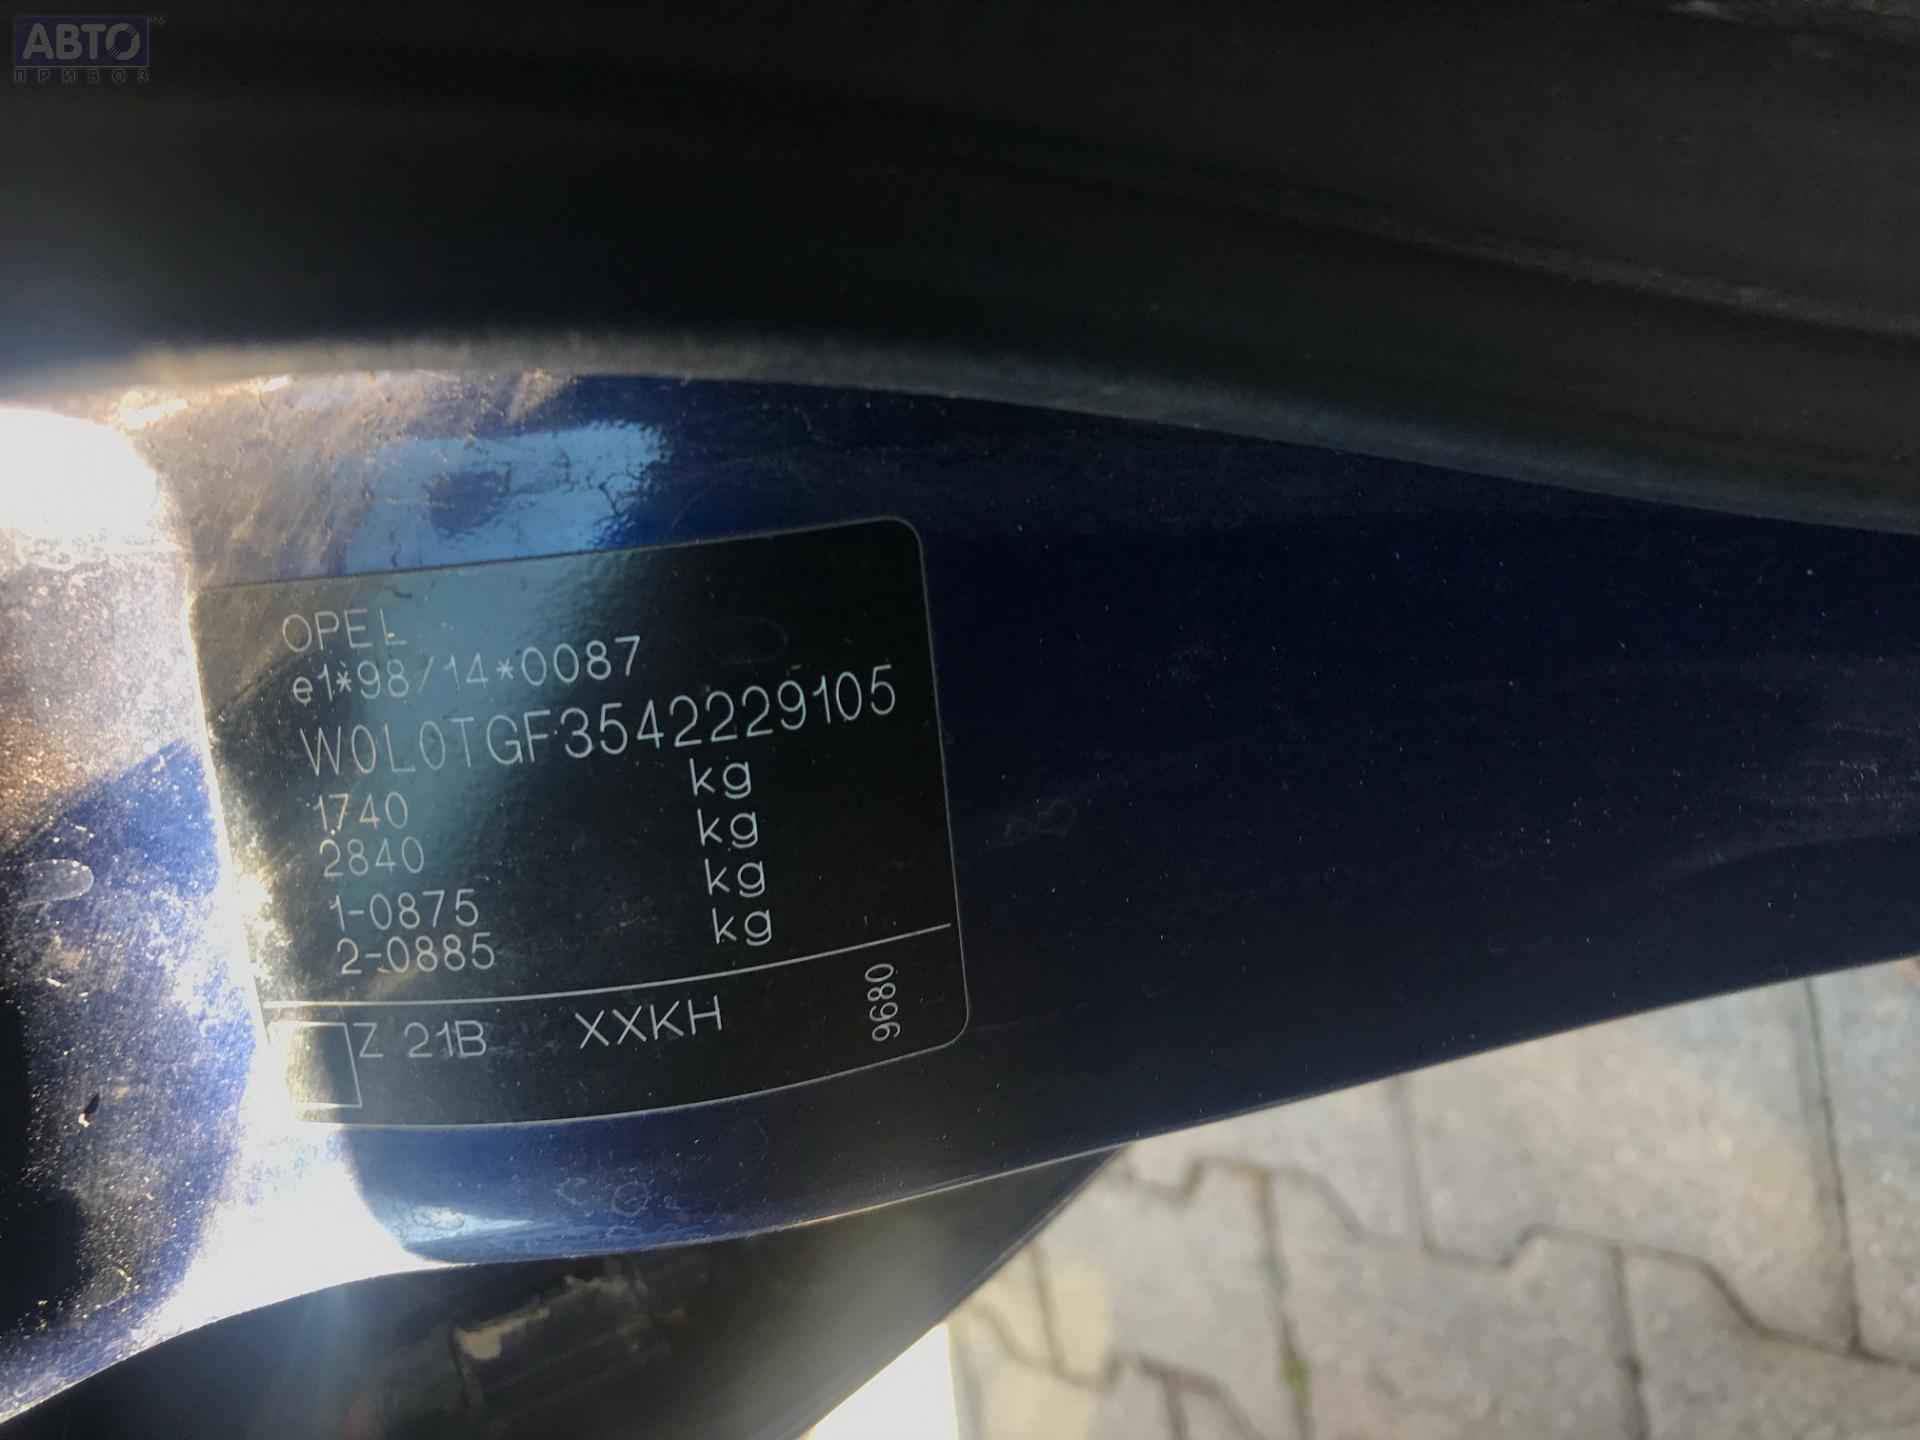 АВТО™
ПРИВОЗ
OPEL
e1*98/14*0087
W0L0TGF3542229105
1740 kg
2840 kg
1-0875 kg
2-0885 kg
Z 21B XXKH 9680